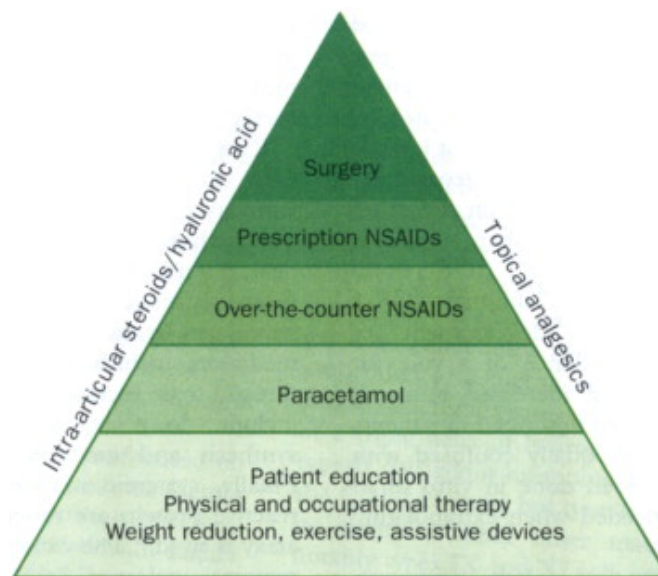 Surgery
Prescription NSAIDs
Over-the-counter NSAIDs
Paracetamol
Patient education
Physical and occupational therapy
Weight reduction, exercise, assistive devices
Intra-articular steroids/hyaluronic acid
Topical analgesics